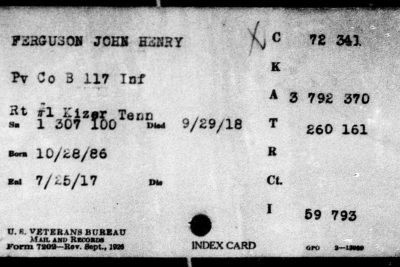 FERGUSON JOHN HENRY X C 72 341
K
Pv Co B 117 Inf
A 3 792 370
Rt #1 Kizer Tenn
Sn 1 307 100 Died 9/29/18 T 260 161
Born 10/28/86 R
Enl 7/25/17 Dis Ct.
I 59 793
U. S. VETERANS BUREAU
MAIL AND RECORDS
Form 7202—Rev. Sept., 1926 INDEX CARD GPO